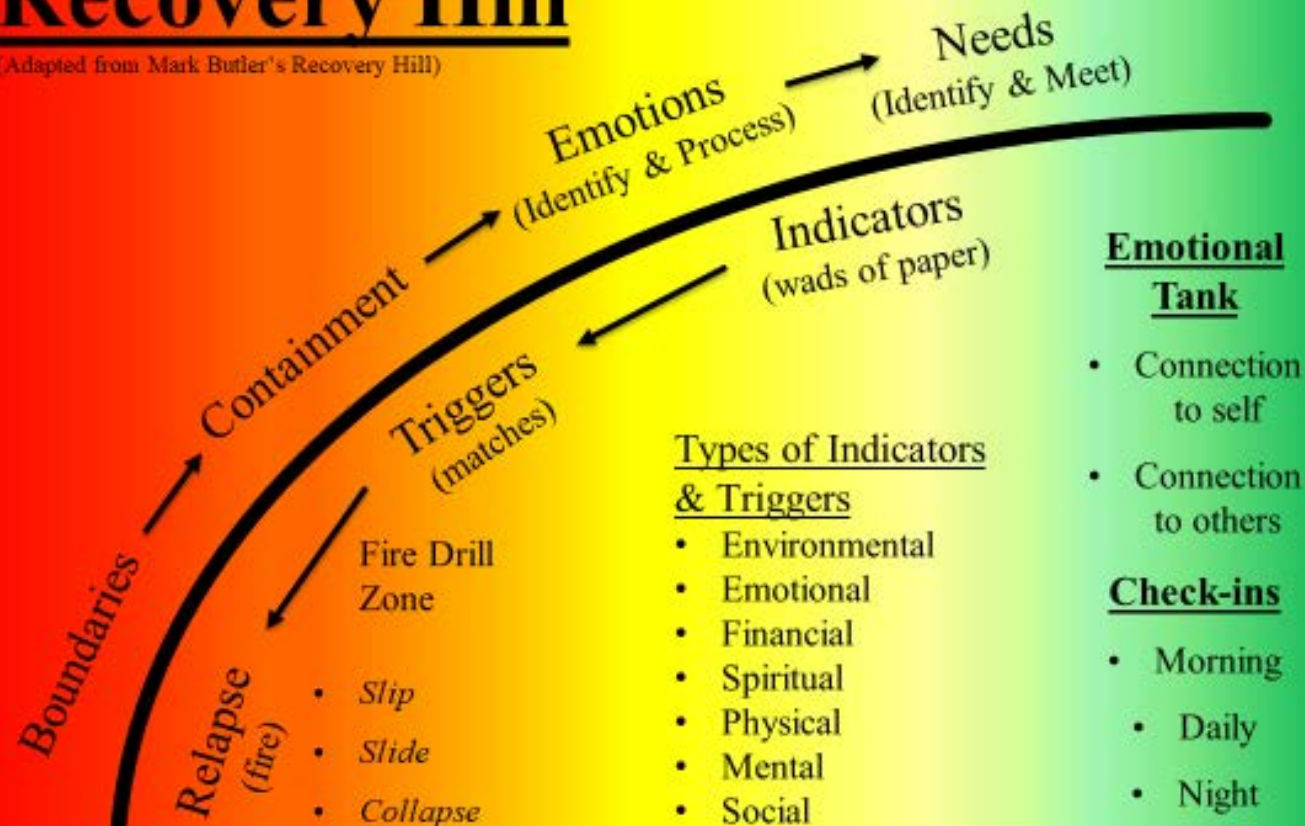 Recovery Hill
(Adapted from Mark Butler's Recovery Hill)
Boundaries
Containment
Emotions
(Identify & Process)
Needs
(Identify & Meet)
Indicators
(wads of paper)
Triggers
(matches)
Relapse
(fire)
Fire Drill
Zone
• Slip
• Slide
• Collapse
Types of Indicators
& Triggers
• Environmental
• Emotional
• Financial
• Spiritual
• Physical
• Mental
• Social
Emotional
Tank
• Connection
to self
• Connection
to others
Check-ins
• Morning
• Daily
• Night